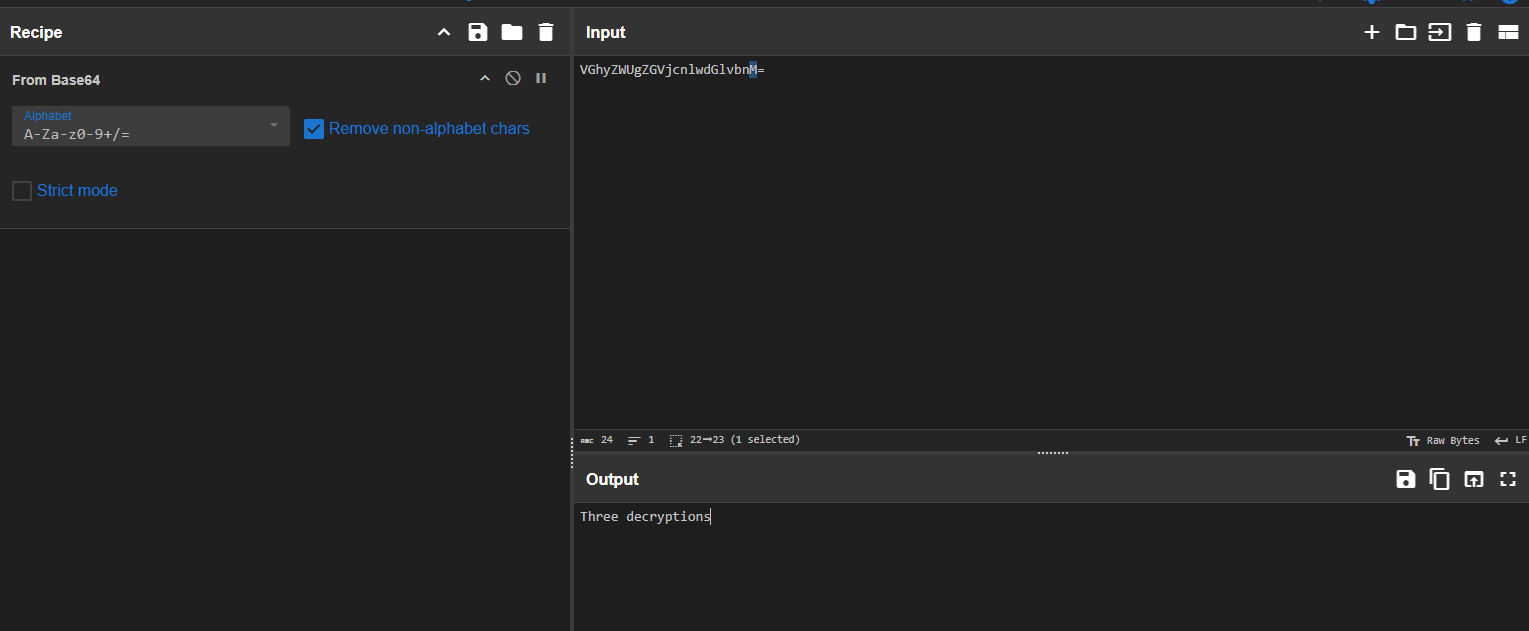 Recipe
From Base64
Alphabet
A-Za-z0-9+/=
Remove non-alphabet chars
Strict mode
Input
VGhyZWUgZGVjcnlwdGlvbnM=
ABC 24 1 22→23 (1 selected)
Tт Raw Bytes LF
Output
Three decryptions